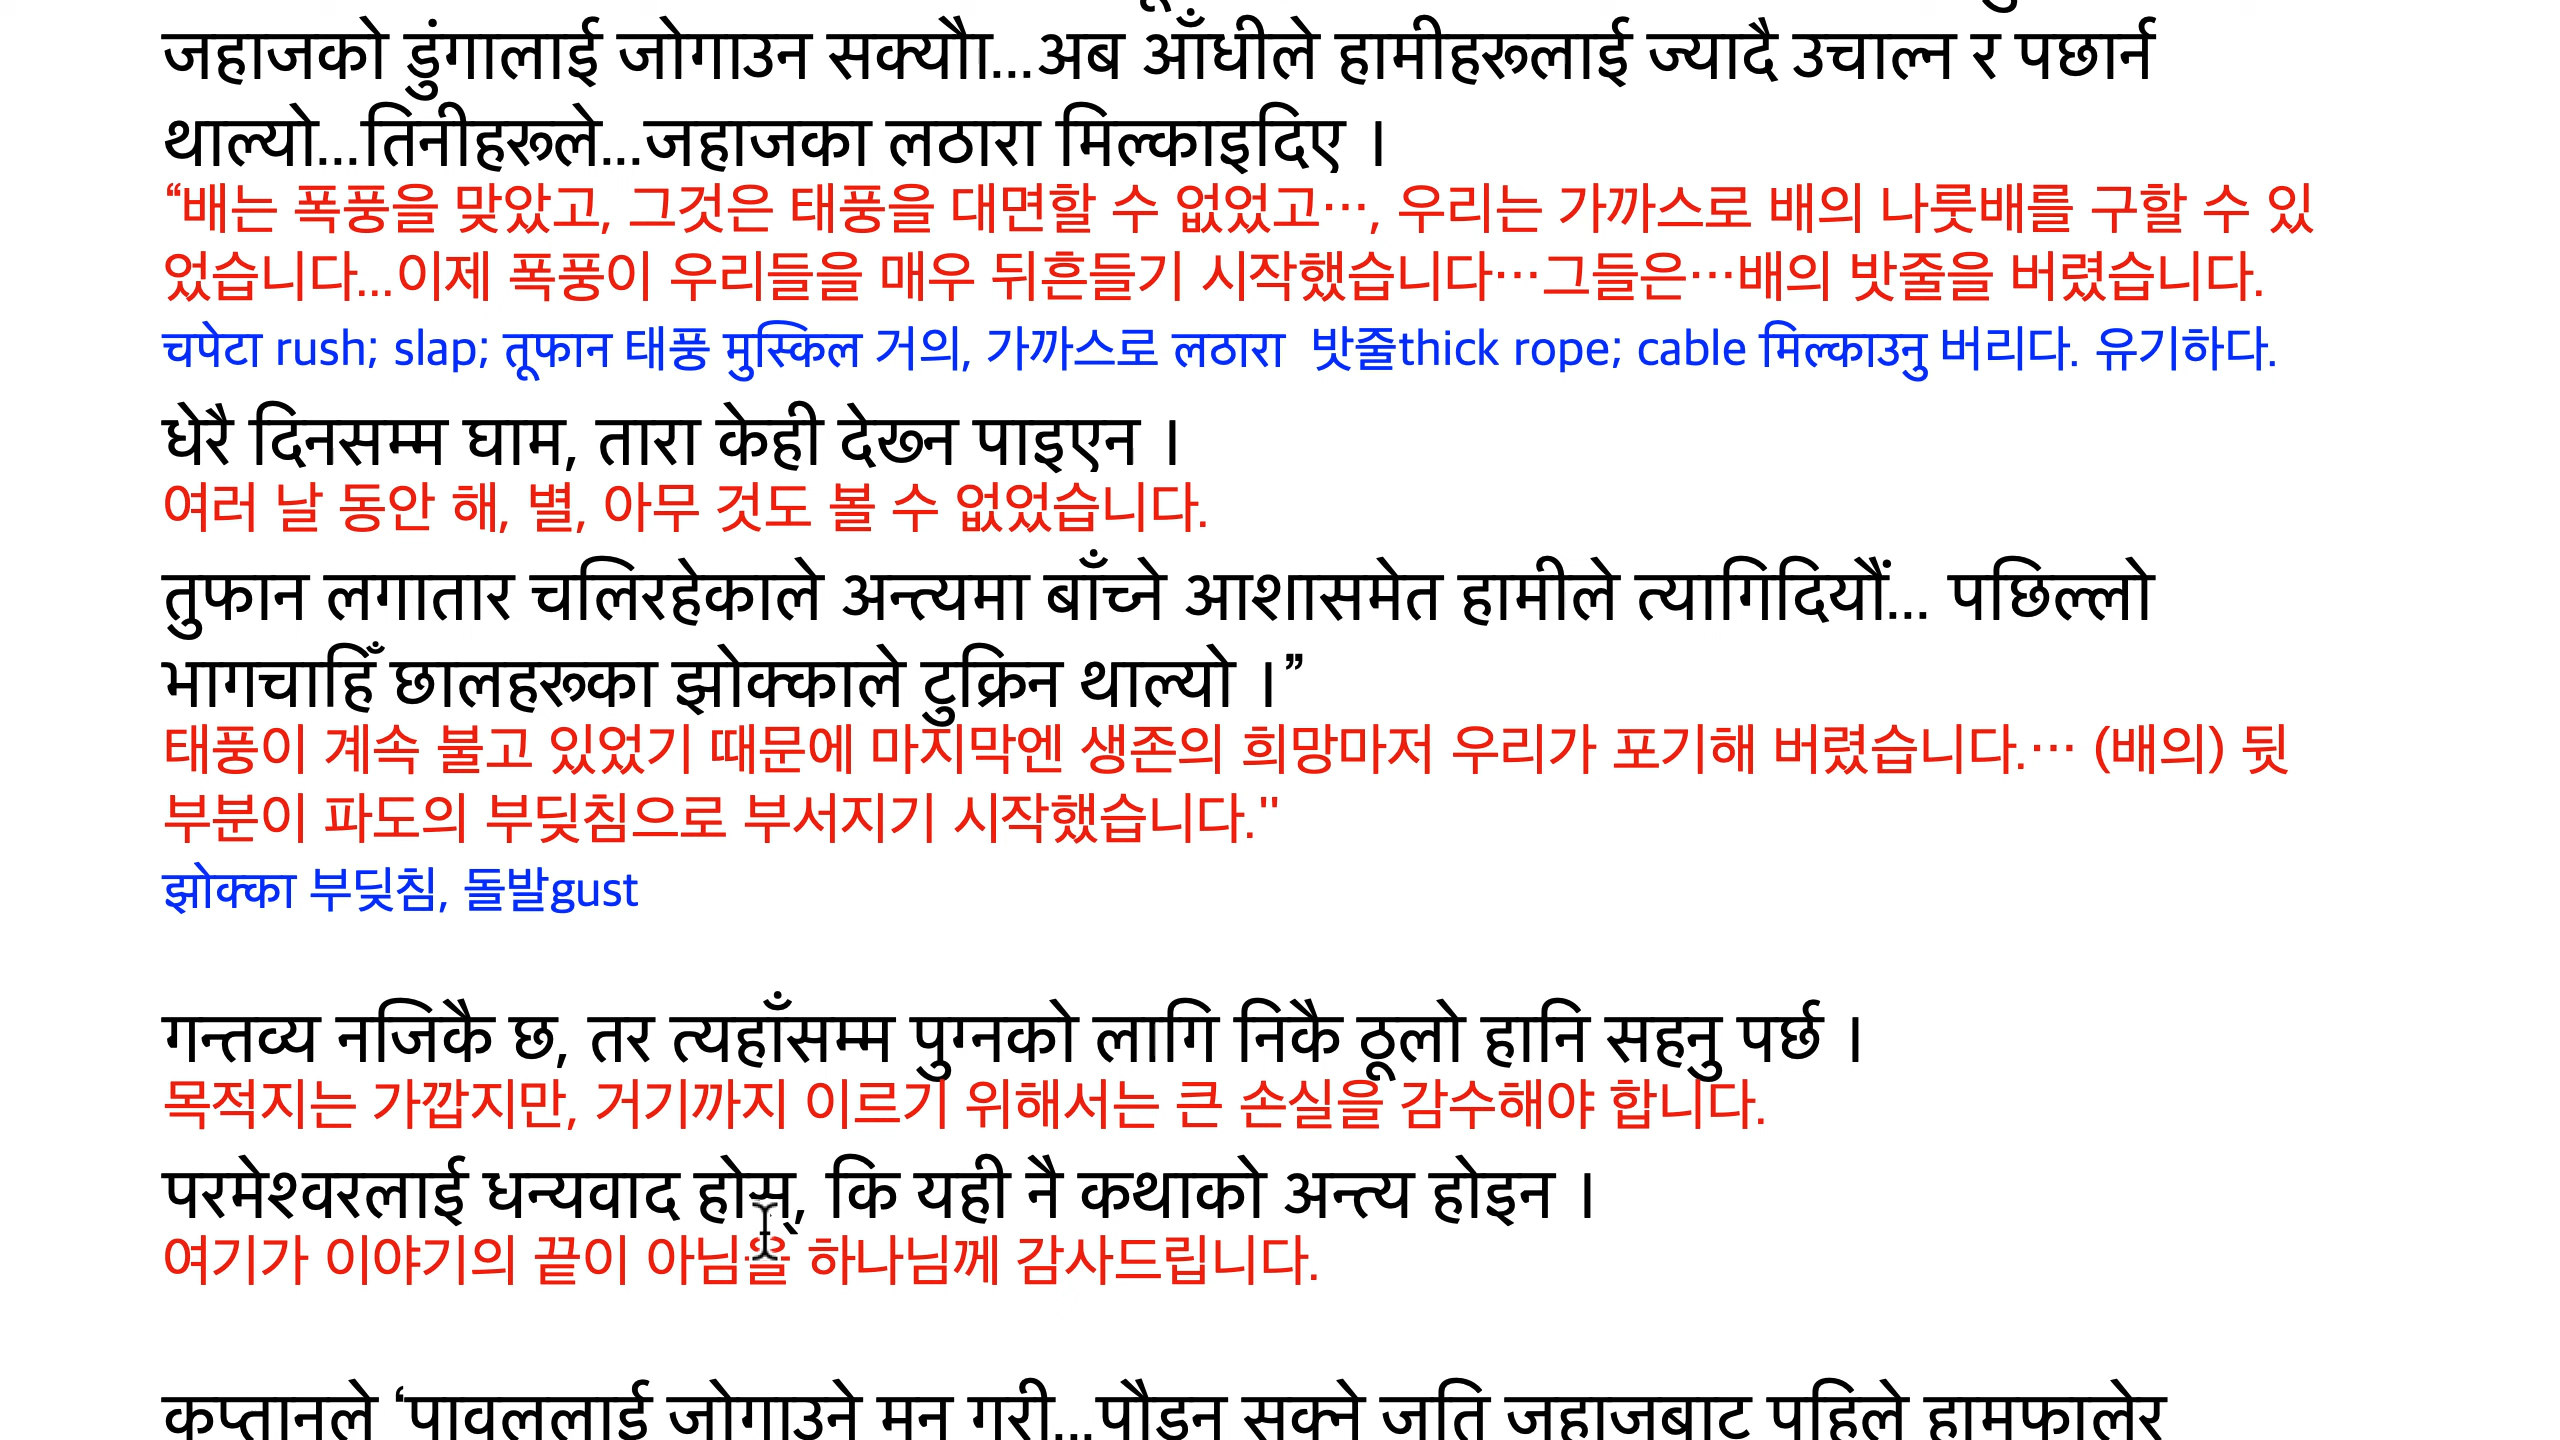 जहाजको डुंगालाई जोगाउन सक्यौा...अब आँधीले हामीहरूलाई ज्यादै उचाल्न र पछार्न
थाल्यो...तिनीहरूले...जहाजका लठारा मिल्काइदिए ।
“배는 폭풍을 맞았고, 그것은 태풍을 대면할 수 없었고…, 우리는 가까스로 배의 나룻배를 구할 수 있
었습니다...이제 폭풍이 우리들을 매우 뒤흔들기 시작했습니다…그들은…배의 밧줄을 버렸습니다.
चपेटा rush; slap; तूफान 태풍 मुस्किल 거의, 가까스로 लठारा 밧줄thick rope; cable मिल्काउनु 버리다. 유기하다.
धेरै दिनसम्म घाम, तारा केही देख्न पाइएन ।
여러 날 동안 해, 별, 아무 것도 볼 수 없었습니다.
तुफान लगातार चलिरहेकाले अन्त्यमा बाँच्ने आशासमेत हामीले त्यागिदियौं... पछिल्लो
भागचाहिँ छालहरूका झोक्काले टुक्रिन थाल्यो ।”
태풍이 계속 불고 있었기 때문에 마지막엔 생존의 희망마저 우리가 포기해 버렸습니다.… (배의) 뒷
부분이 파도의 부딪침으로 부서지기 시작했습니다.''
झोक्का 부딪침, 돌발gust
गन्तव्य नजिकै छ, तर त्यहाँसम्म पुग्नको लागि निकै ठूलो हानि सहनु पर्छ ।
목적지는 가깝지만, 거기까지 이르기 위해서는 큰 손실을 감수해야 합니다.
परमेश्वरलाई धन्यवाद होस्, कि यही नै कथाको अन्त्य होइन ।
여기가 이야기의 끝이 아님을 하나님께 감사드립니다.
कप्तानले ‘पावललाई जोगाउने मन गरी...पौडन सक्ने जति जहाजबाट पहिले हामफालेर